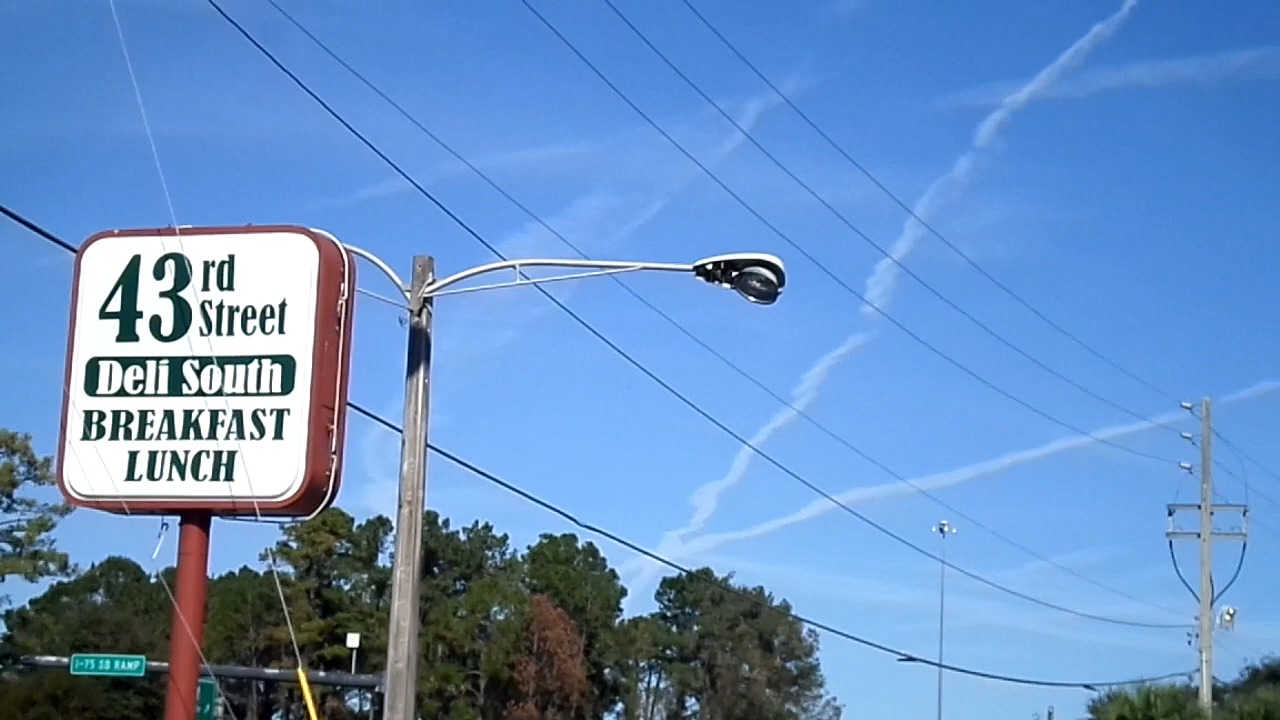 43rd
Street
Deli South
BREAKFAST
LUNCH
I-75 SB RAMP